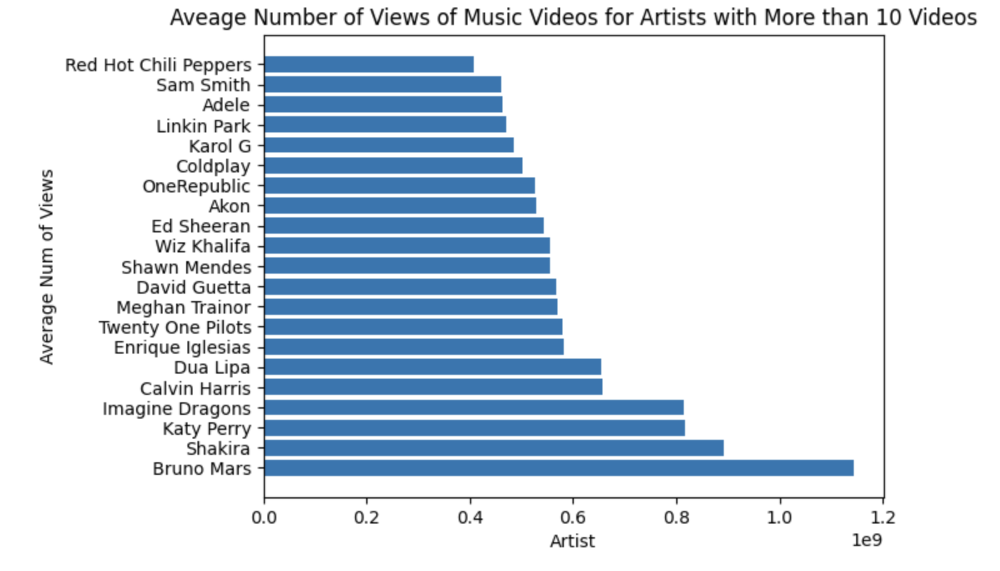 Aveage Number of Views of Music Videos for Artists with More than 10 Videos
Average Num of Views
Red Hot Chili Peppers
Sam Smith
Adele
Linkin Park
Karol G
Coldplay
OneRepublic
Akon
Ed Sheeran
Wiz Khalifa
Shawn Mendes
David Guetta
Meghan Trainor
Twenty One Pilots
Enrique Iglesias
Dua Lipa
Calvin Harris
Imagine Dragons
Katy Perry
Shakira
Bruno Mars
0.0 0.2 0.4 0.6 0.8 1.0 1.2
Artist
1e9